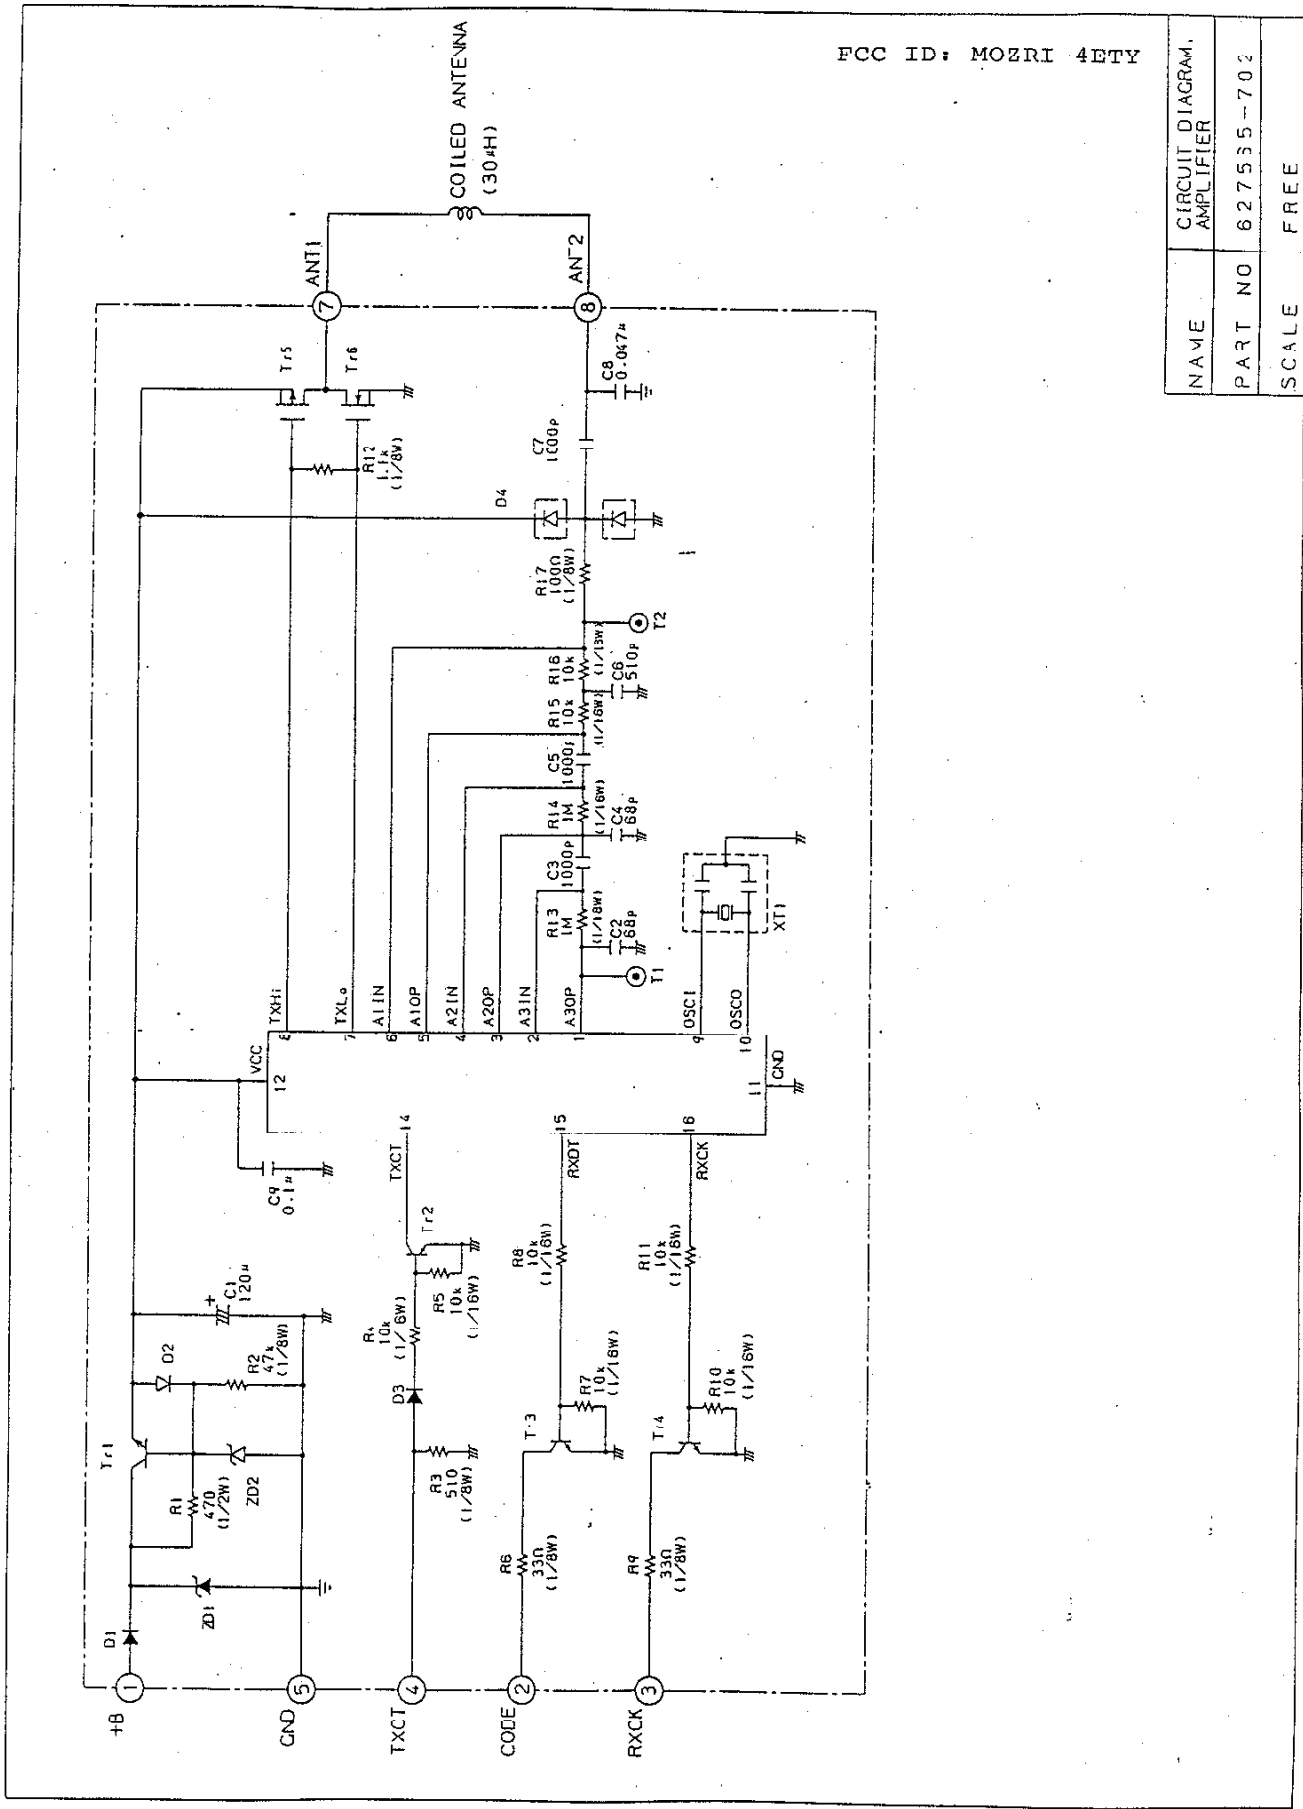 FCC ID: MOZRI 4ETY
NAME
CIRCUIT DIAGRAM,
AMPLIFIER
PART NO
627535-702
SCALE
FREE
COILED ANTENNA
(30μH)
ANT1
7
ANT2
8
Tr5
Tr6
R12
1.1k
(1/8W)
C8
0.047μ
C7
1000P
D4
R17
100Ω
(1/8W)
T2
R16
10k
(1/16W)
C6
510p
R15
10k
(1/16W)
C5
1000
R14
1M
(1/16W)
C4
68p
C3
1000P
R13
1M
(1/16W)
C2
68P
T1
XT1
TXHi
8
TXLo
7
A1IN
6
A1OP
5
A2IN
4
A2OP
3
A3IN
2
A3OP
1
OSCI
9
OSCO
10
VCC
12
GND
11
TXCT
14
RXDT
15
RXCK
16
C9
0.1μ
C1
+
120μ
D2
R2
47k
(1/8W)
Tr1
R1
470
(1/2W)
ZD2
ZD1
D1
Tr2
R5
10k
(1/16W)
R4
10k
(1/ 6W)
D3
R3
510
(1/8W)
R8
10k
(1/16W)
R7
10k
(1/16W)
Tr3
R6
33Ω
(1/8W)
R11
10k
(1/16W)
R10
10k
(1/16W)
Tr4
R9
33Ω
(1/8W)
+B
1
GND
5
TXCT
4
CODE
2
RXCK
3